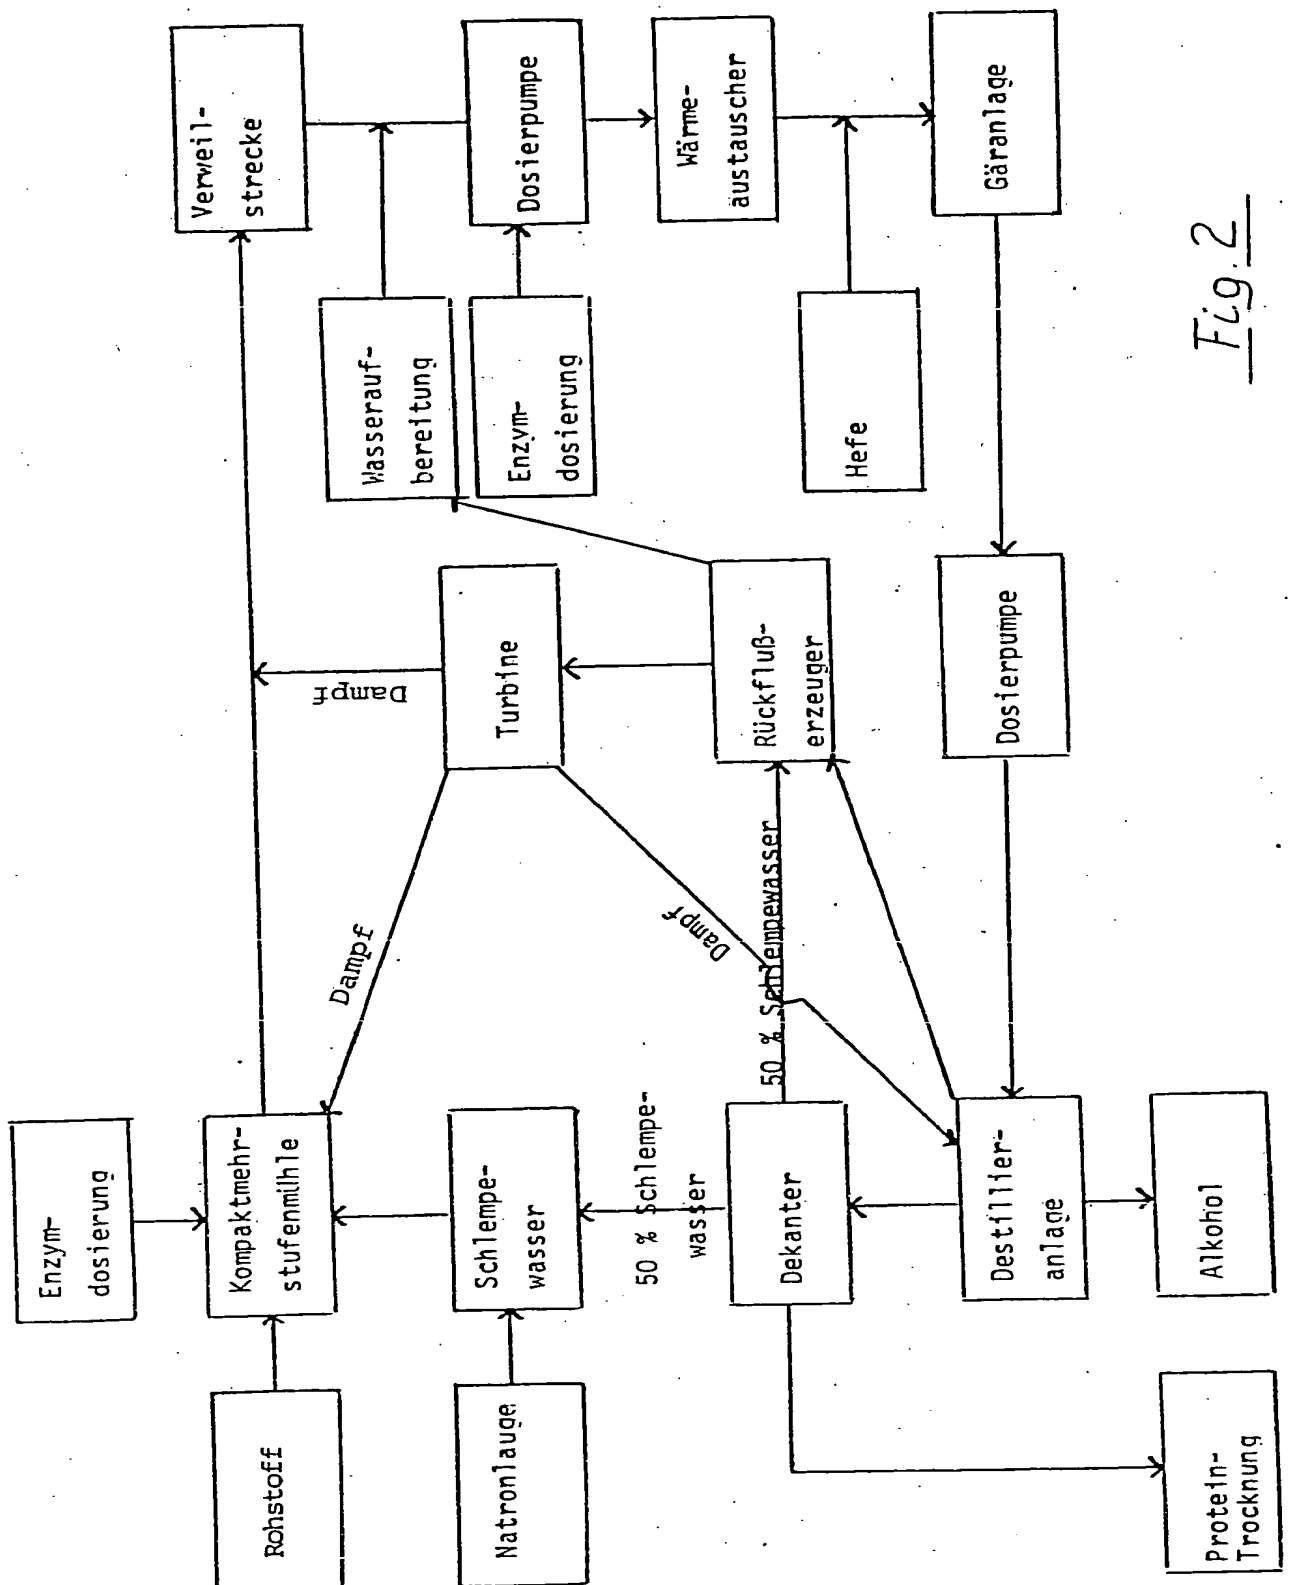 Enzym-
dosierung
Rohstoff
Kompaktmehr-
stufenmühle
Natronlauge
Schlempe-
wasser
50 % Schlempe-
wasser
Dekanter
50 % Schlempewasser
Destillier-
anlage
Alkohol
Protein-
Trocknung
Dampf
Dampf
Dampf
Turbine
Rückfluß-
erzeuger
Dosierpumpe
Verweil-
strecke
Wasserauf-
bereitung
Enzym-
dosierung
Dosierpumpe
Wärme-
austauscher
Hefe
Gäranlage
Fig. 2